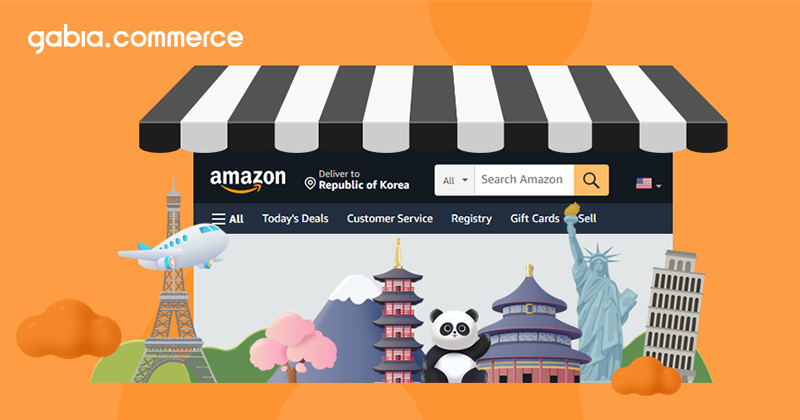 gabia.commerce
amazon
Deliver to
Republic of Korea
All
Search Amazon
All
Today's Deals
Customer Service
Registry
Gift Cards
Sell